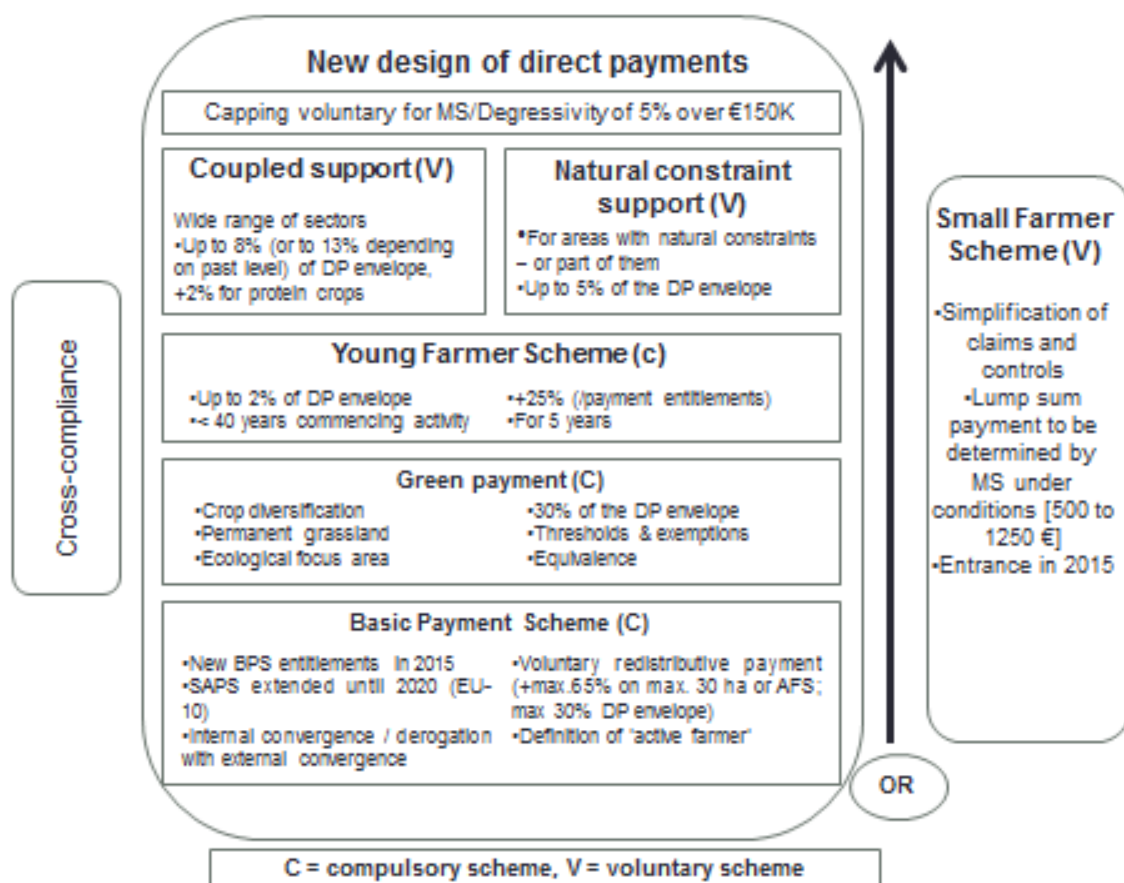 New design of direct payments
Capping voluntary for MS/Degressivity of 5% over €150K
Coupled support (V)
Wide range of sectors
•Up to 8% (or to 13% depending
on past level) of DP envelope,
+2% for protein crops
Natural constraint
support (V)
•For areas with natural constraints
– or part of them
•Up to 5% of the DP envelope
Young Farmer Scheme (c)
•Up to 2% of DP envelope
•< 40 years commencing activity
•+25% (/payment entitlements)
•For 5 years
Green payment (C)
•Crop diversification
•Permanent grassland
•Ecological focus area
•30% of the DP envelope
•Thresholds & exemptions
•Equivalence
Basic Payment Scheme (C)
•New BPS entitlements in 2015
•SAPS extended until 2020 (EU-
10)
•Internal convergence / derogation
with external convergence
•Voluntary redistributive payment
(+max.65% on max. 30 ha or AFS;
max 30% DP envelope)
•Definition of 'active farmer'
Cross-compliance
Small Farmer
Scheme (V)
•Simplification of
claims and
controls
•Lump sum
payment to be
determined by
MS under
conditions [500 to
1250 €]
•Entrance in 2015
OR
C = compulsory scheme, V = voluntary scheme